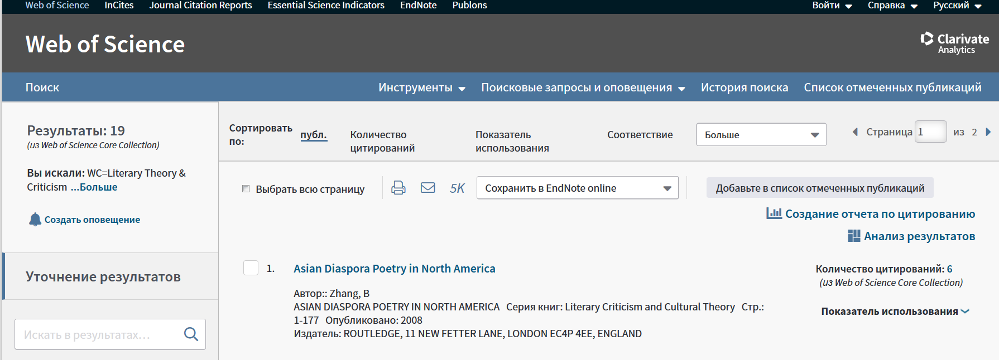 Web of Science InCites Journal Citation Reports Essential Science Indicators EndNote Publons Войти Справка Русский
Web of Science
Clarivate
Analytics
Поиск Инструменты Поисковые запросы и оповещения История поиска Список отмеченных публикаций
Результаты: 19
(из Web of Science Core Collection)
Вы искали: WC=Literary Theory &
Criticism ...Больше
Создать оповещение
Уточнение результатов
Искать в результатах...
Сортировать
по:
публ.
Количество
цитирований
Показатель
использования
Соответствие
Больше
Страница 1 из 2
Выбрать всю страницу
5K
Сохранить в EndNote online
Добавьте в список отмеченных публикаций
Создание отчета по цитированию
Анализ результатов
1. Asian Diaspora Poetry in North America
Автор:: Zhang, B
ASIAN DIASPORA POETRY IN NORTH AMERICA Серия книг: Literary Criticism and Cultural Theory Стр.:
1-177 Опубликовано: 2008
Издатель: ROUTLEDGE, 11 NEW FETTER LANE, LONDON EC4P 4EE, ENGLAND
Количество цитирований: 6
(из Web of Science Core Collection)
Показатель использования